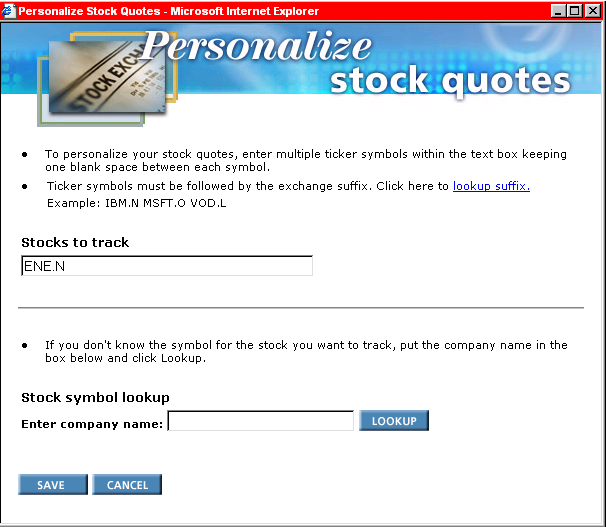 Personalize Stock Quotes - Microsoft Internet Explorer
Personalize
STOCK EXCHA
stock quotes
To personalize your stock quotes, enter multiple ticker symbols within the text box keeping
one blank space between each symbol.
Ticker symbols must be followed by the exchange suffix. Click here to lookup suffix.
Example: IBM.N MSFT.O VOD.L
Stocks to track
ENE.N
If you don't know the symbol for the stock you want to track, put the company name in the
box below and click Lookup.
Stock symbol lookup
Enter company name: LOOKUP
SAVE CANCEL